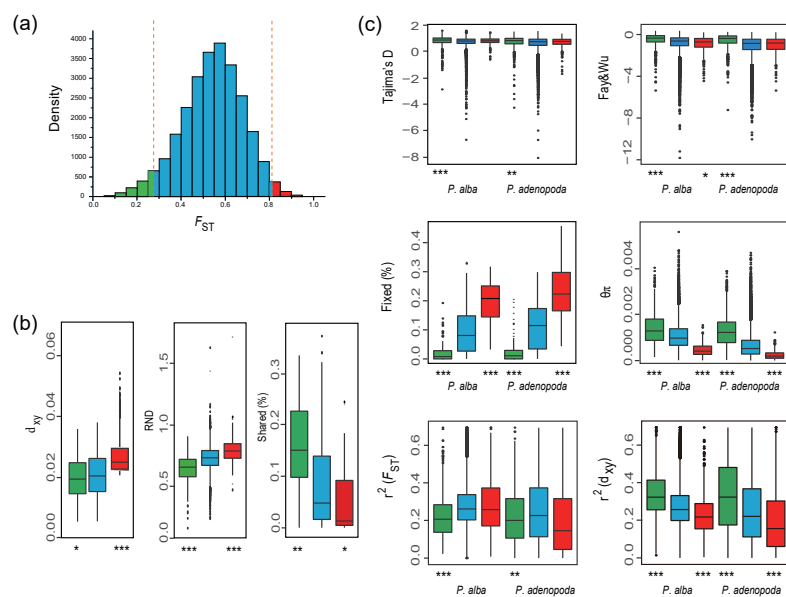 (a)
Density
4000
3500
3000
2500
2000
1500
1000
500
0
0.0 0.2 0.4 0.6 0.8 1.0
FST
(b)
dxy
0.06
0.04
0.02
0.00
* ***
RND
1.5
1.0
0.5
0.0
*** ***
Shared (%)
0.3
0.2
0.1
0.0
** *
(c)
Tajima's D
2
0
−2
−4
−6
−8
*** **
P. alba P. adenopoda
Fay&Wu
0
−4
−8
−12
*** * ***
P. alba P. adenopoda
Fixed (%)
0.4
0.3
0.2
0.1
0.0
*** *** *** ***
P. alba P. adenopoda
θπ
0.004
0.002
0.000
*** *** *** ***
P. alba P. adenopoda
r² (FST)
0.6
0.4
0.2
0.0
*** **
P. alba P. adenopoda
r² (dxy)
0.6
0.4
0.2
0.0
*** *** *** ***
P. alba P. adenopoda